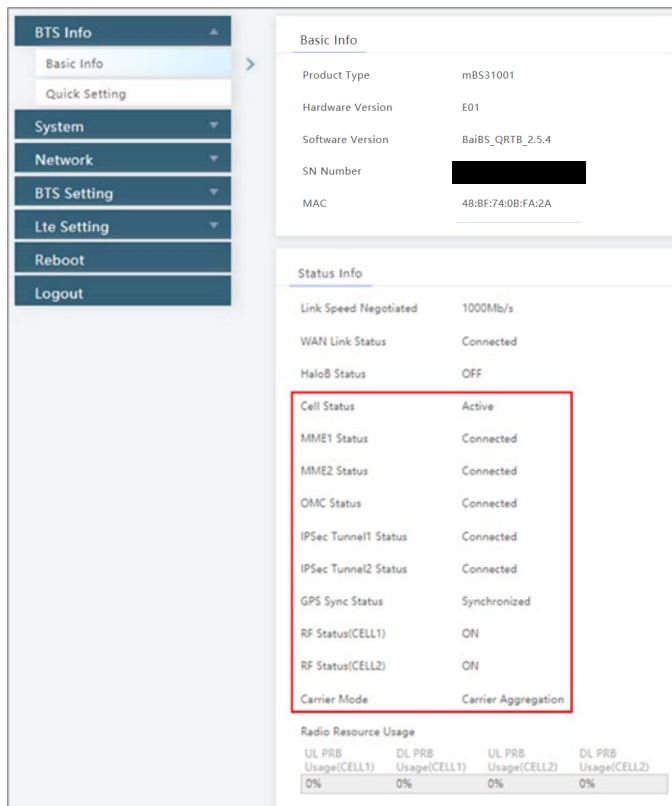 BTS Info
Basic Info
Quick Setting
System
Network
BTS Setting
Lte Setting
Reboot
Logout
Basic Info
Product Type mBS31001
Hardware Version E01
Software Version BaiBS_QRTB_2.5.4
SN Number
MAC 48:BF:74:0B:FA:2A
Status Info
Link Speed Negotiated 1000Mb/s
WAN Link Status Connected
HaloB Status OFF
Cell Status Active
MME1 Status Connected
MME2 Status Connected
OMC Status Connected
IPSec Tunnel1 Status Connected
IPSec Tunnel2 Status Connected
GPS Sync Status Synchronized
RF Status(CELL1) ON
RF Status(CELL2) ON
Carrier Mode Carrier Aggregation
Radio Resource Usage
UL PRB DL PRB UL PRB DL PRB
Usage(CELL1) Usage(CELL1) Usage(CELL2) Usage(CELL2)
0% 0% 0% 0%